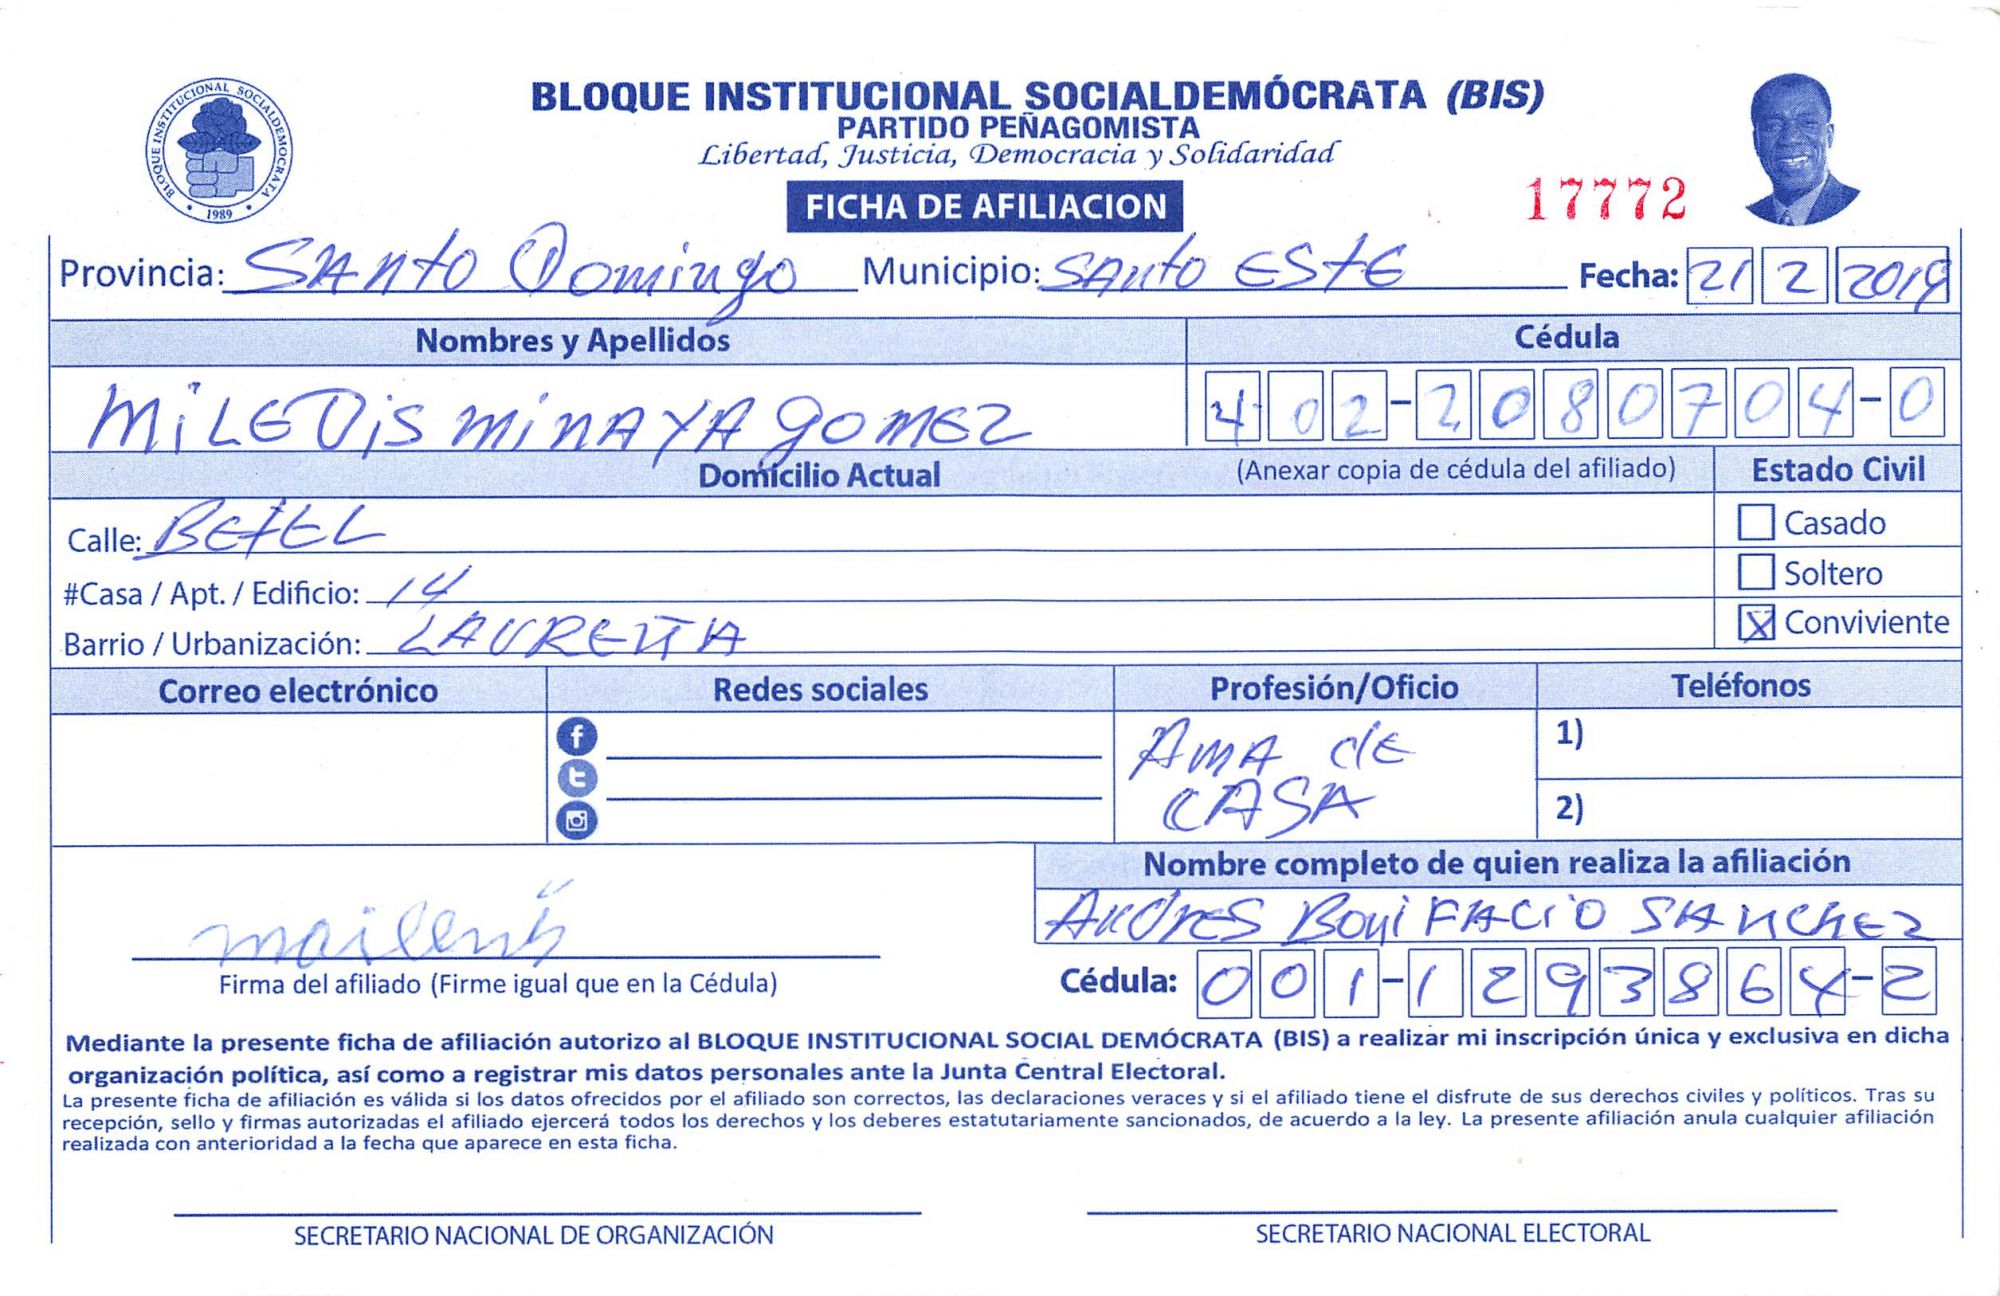 BLOQUE INSTITUCIONAL SOCIALDEMÓCRATA (BIS)
PARTIDO PEÑAGOMISTA
Libertad, Justicia, Democracia y Solidaridad
BLOQUE INSTITUCIONAL SOCIALDEMOCRATA
1989
FICHA DE AFILIACION
17772
Provincia: SANTO DOMINGO Municipio: SANTO ESTE Fecha: 21 2 2019
Nombres y Apellidos Cédula
MILEDIS MINAYA GOMEZ 402-2080704-0
Domicilio Actual (Anexar copia de cédula del afiliado) Estado Civil
Calle: BETEL Casado
#Casa / Apt. / Edificio: 14 Soltero
Barrio / Urbanización: X Conviviente
Correo electrónico Redes sociales Profesión/Oficio Teléfonos
AMA de CASA
1)
2)
Nombre completo de quien realiza la afiliación
ANDRES BONIFACIO SANCHEZ
Firma del afiliado (Firme igual que en la Cédula) Cédula: 001-1293864-2
Mediante la presente ficha de afiliación autorizo al BLOQUE INSTITUCIONAL SOCIAL DEMÓCRATA (BIS) a realizar mi inscripción única y exclusiva en dicha
organización política, así como a registrar mis datos personales ante la Junta Central Electoral.
La presente ficha de afiliación es válida si los datos ofrecidos por el afiliado son correctos, las declaraciones veraces y si el afiliado tiene el disfrute de sus derechos civiles y políticos. Tras su
recepción, sello y firmas autorizadas el afiliado ejercerá todos los derechos y los deberes estatutariamente sancionados, de acuerdo a la ley. La presente afiliación anula cualquier afiliación
realizada con anterioridad a la fecha que aparece en esta ficha.
SECRETARIO NACIONAL DE ORGANIZACIÓN SECRETARIO NACIONAL ELECTORAL